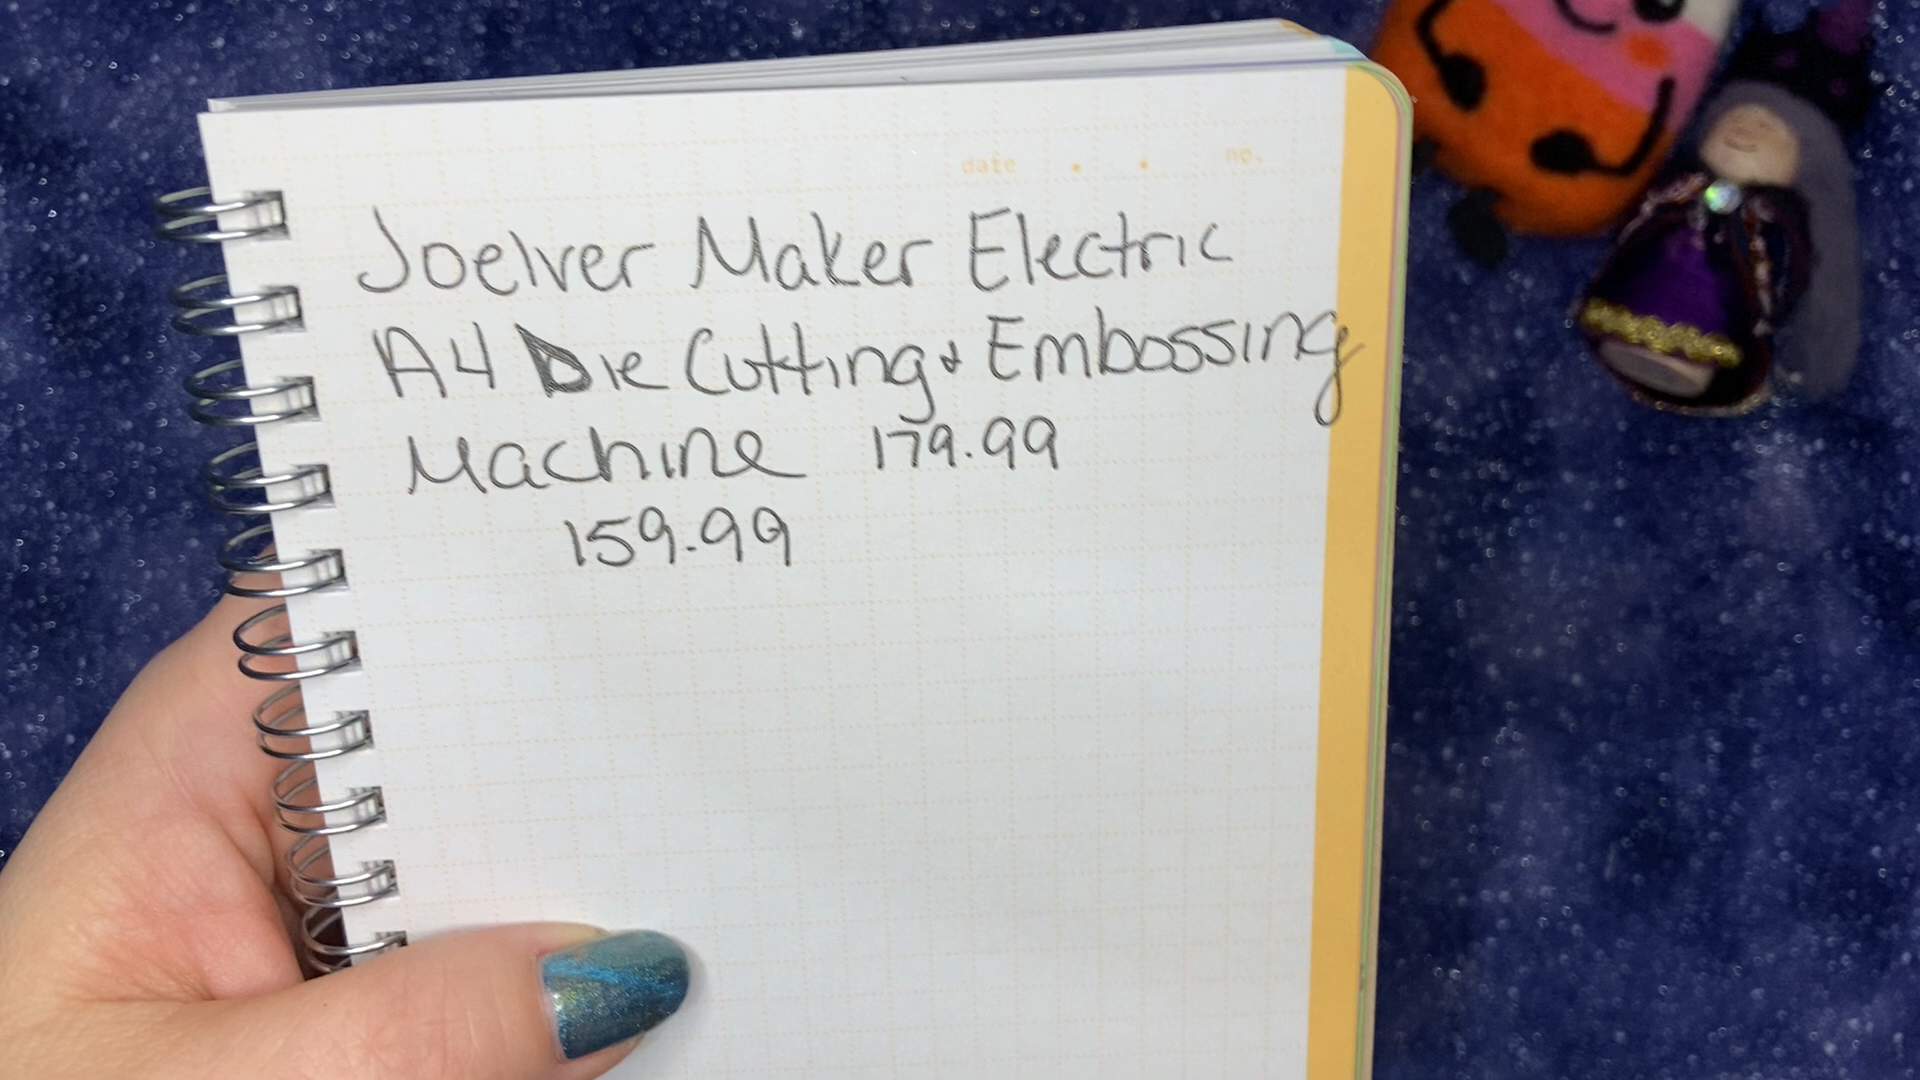 date . . no.
Joelver Maker Electric
A4 Die Cutting & Embossing
Machine 179.99
159.99